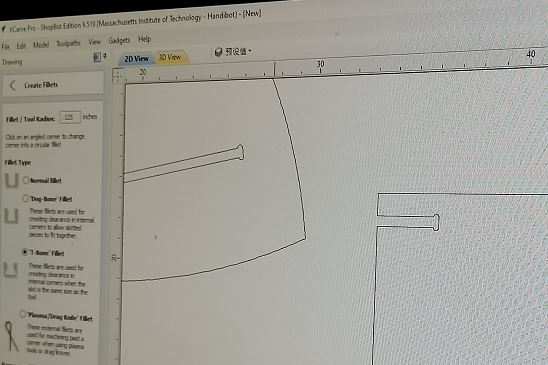 VCarve Pro - ShopBot Edition 9.519 (Massachusetts Institute of Technology - Handibot) - [New]
File Edit Model Toolpaths View Gadgets Help
Drawing
2D View 3D View 预设值
Create Fillets
20 30 40
20
Fillet / Tool Radius: .125 inches
Click on an angled corner to change
corner into a circular fillet
Fillet Type
Normal fillet
"Dog-Bone" Fillet
These fillets are used for
creating clearance in internal
corners to allow slotted
pieces to fit together.
"T-Bone" Fillet
These fillets are used for
creating clearance in
internal corners when the
slot is the same size as the
tool
"Plasma/Drag Knife" Fillet
These external fillets are
used for machining past a
corner when using plasma
tools or drag knives